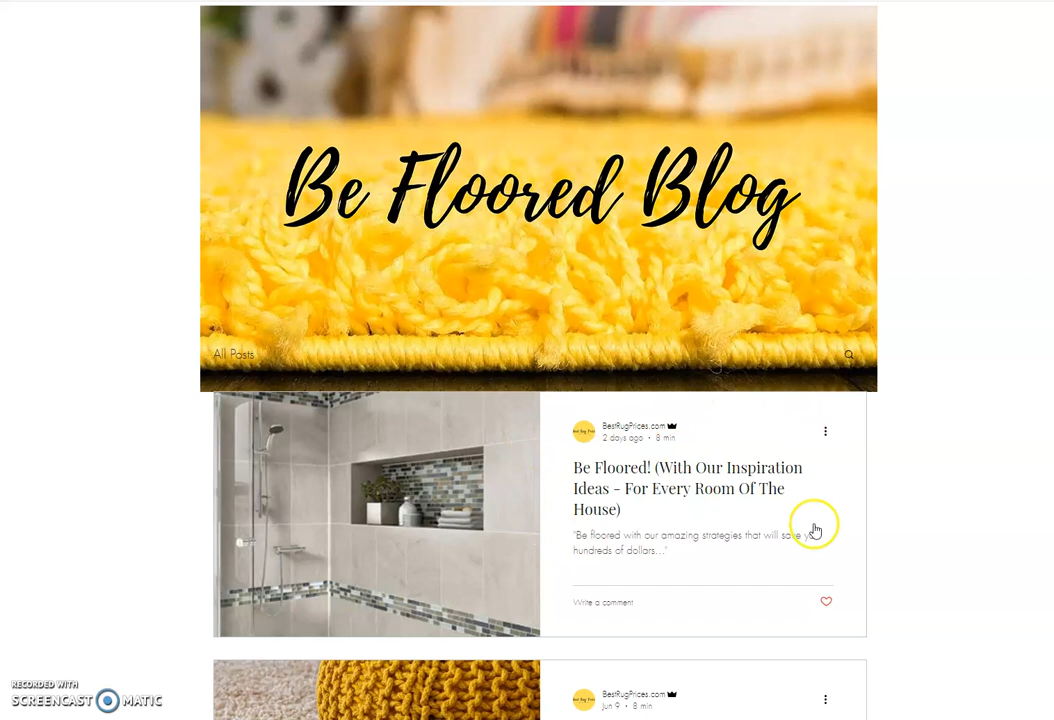 Be Floored Blog
All Posts
BestRugPrices.com
2 days ago · 8 min
Be Floored! (With Our Inspiration
Ideas - For Every Room Of The
House)
"Be floored with our amazing strategies that will save y
hundreds of dollars..."
Write a comment
BestRugPrices.com
Jun 9 · 8 min
RECORDED WITH
SCREENCAST MATIC